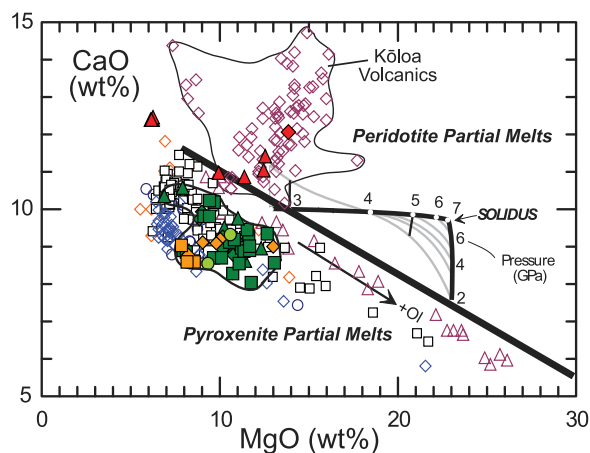 15
CaO
(wt%)
Kōloa
Volcanics
Peridotite Partial Melts
10
3
4
5
6
7
SOLIDUS
6
4
2
Pressure
(GPa)
+Ol
Pyroxenite Partial Melts
5
0
10
20
30
MgO (wt%)